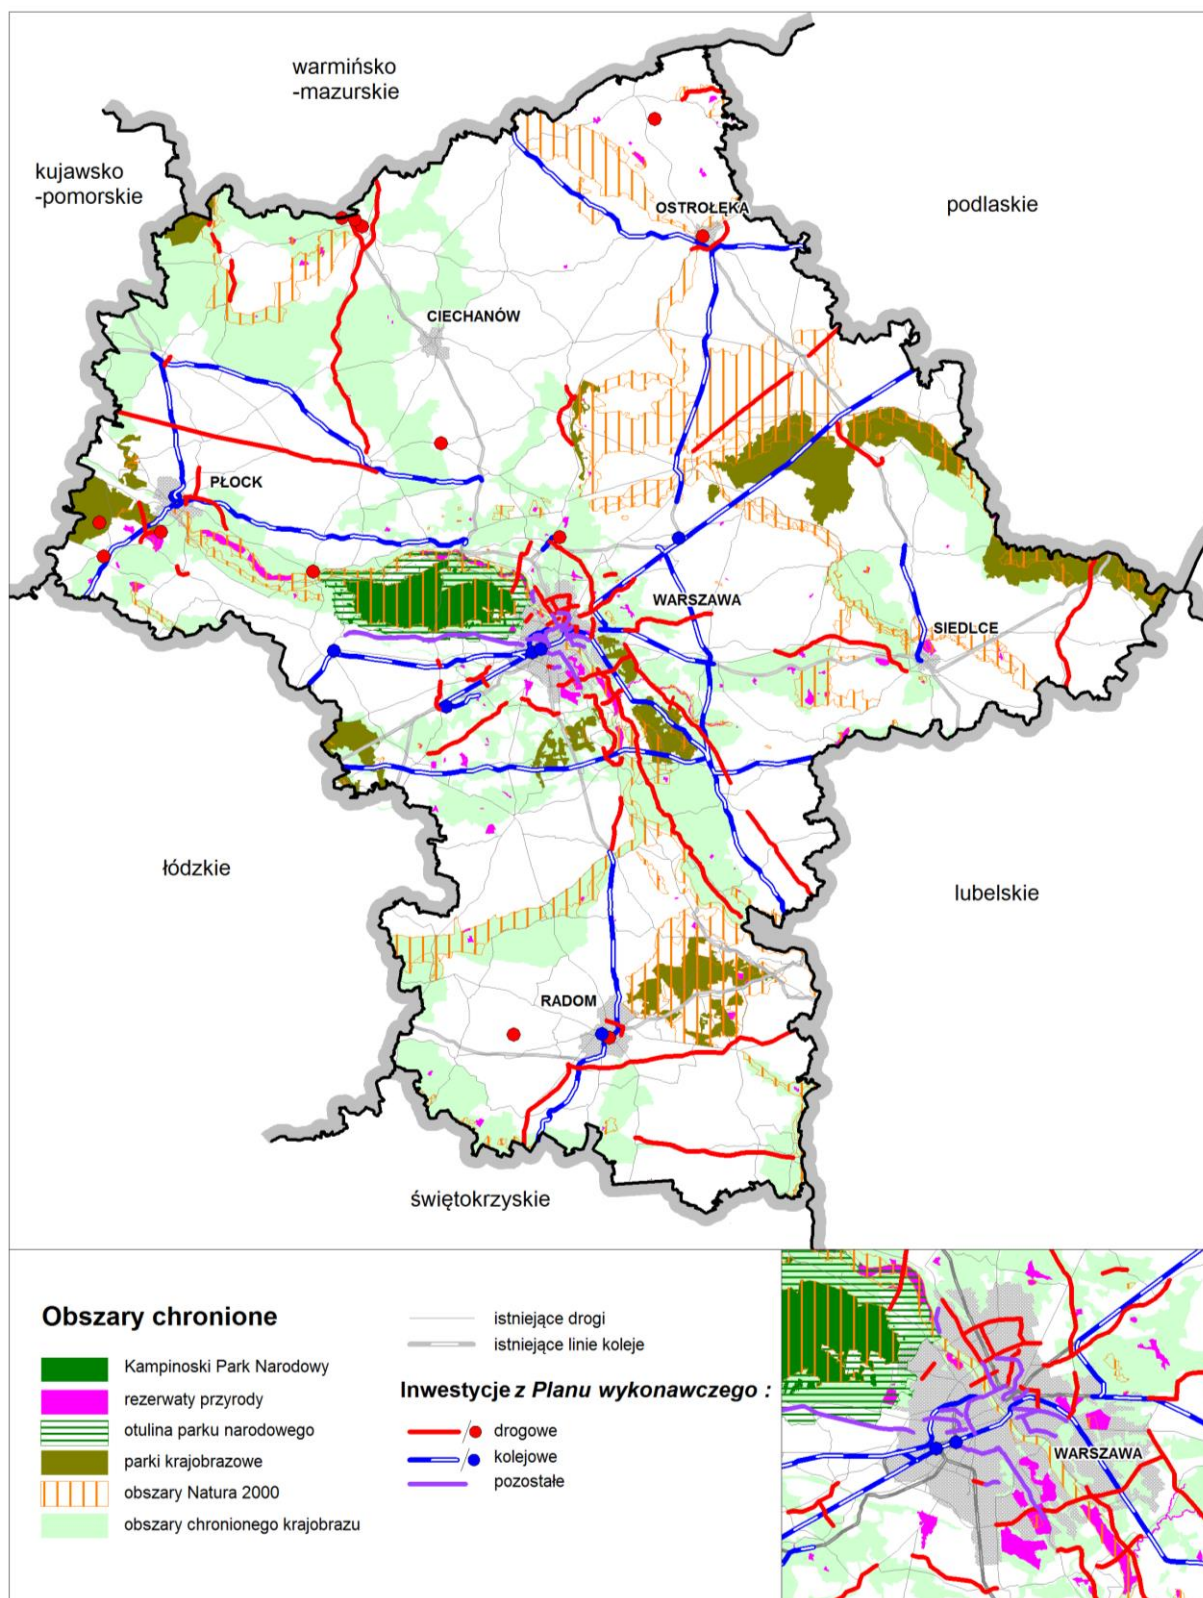 warmińsko
-mazurskie
kujawsko
-pomorskie
podlaskie
OSTROŁĘKA
CIECHANÓW
PŁOCK
WARSZAWA
SIEDLCE
łódzkie
lubelskie
RADOM
świętokrzyskie
Obszary chronione
Kampinoski Park Narodowy
rezerwaty przyrody
otulina parku narodowego
parki krajobrazowe
obszary Natura 2000
obszary chronionego krajobrazu
istniejące drogi
istniejące linie koleje
Inwestycje z Planu wykonawczego :
drogowe
kolejowe
pozostałe
WARSZAWA